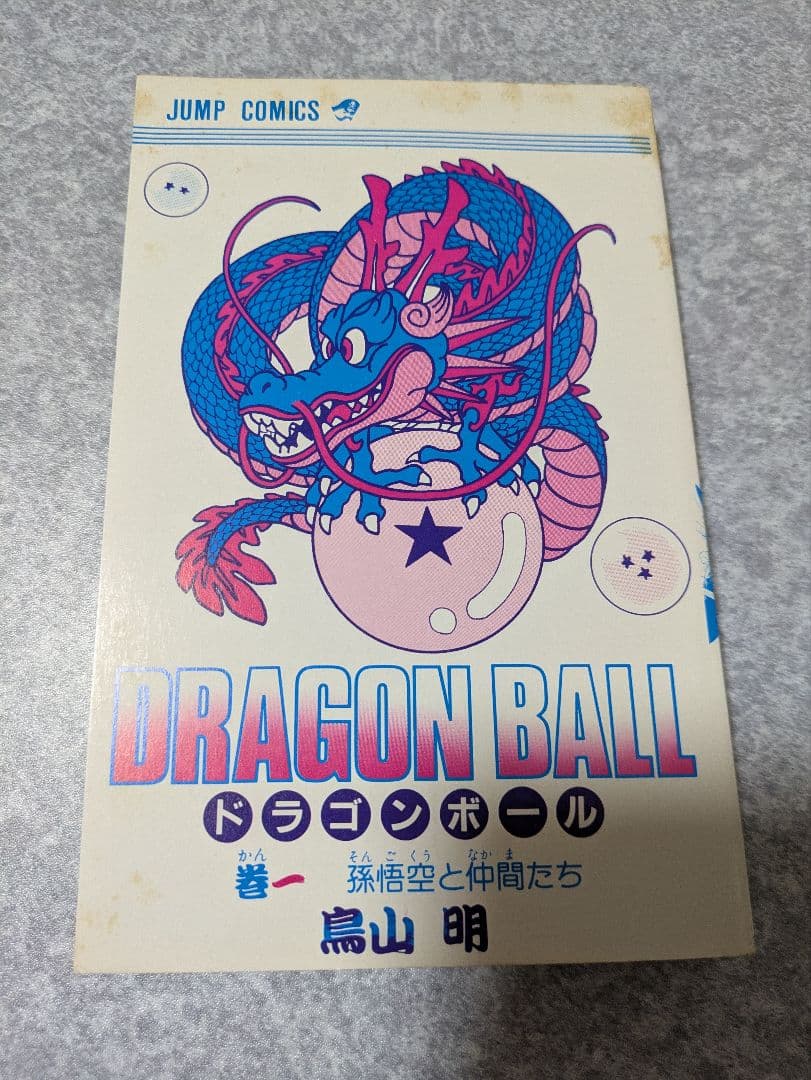 JUMP COMICS
DRAGON BALL
ドラゴンボール
かん そんごくう なかま
巻一 孫悟空と仲間たち
鳥山 明